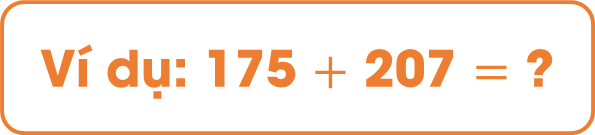 Ví dụ: 175 + 207 = ?